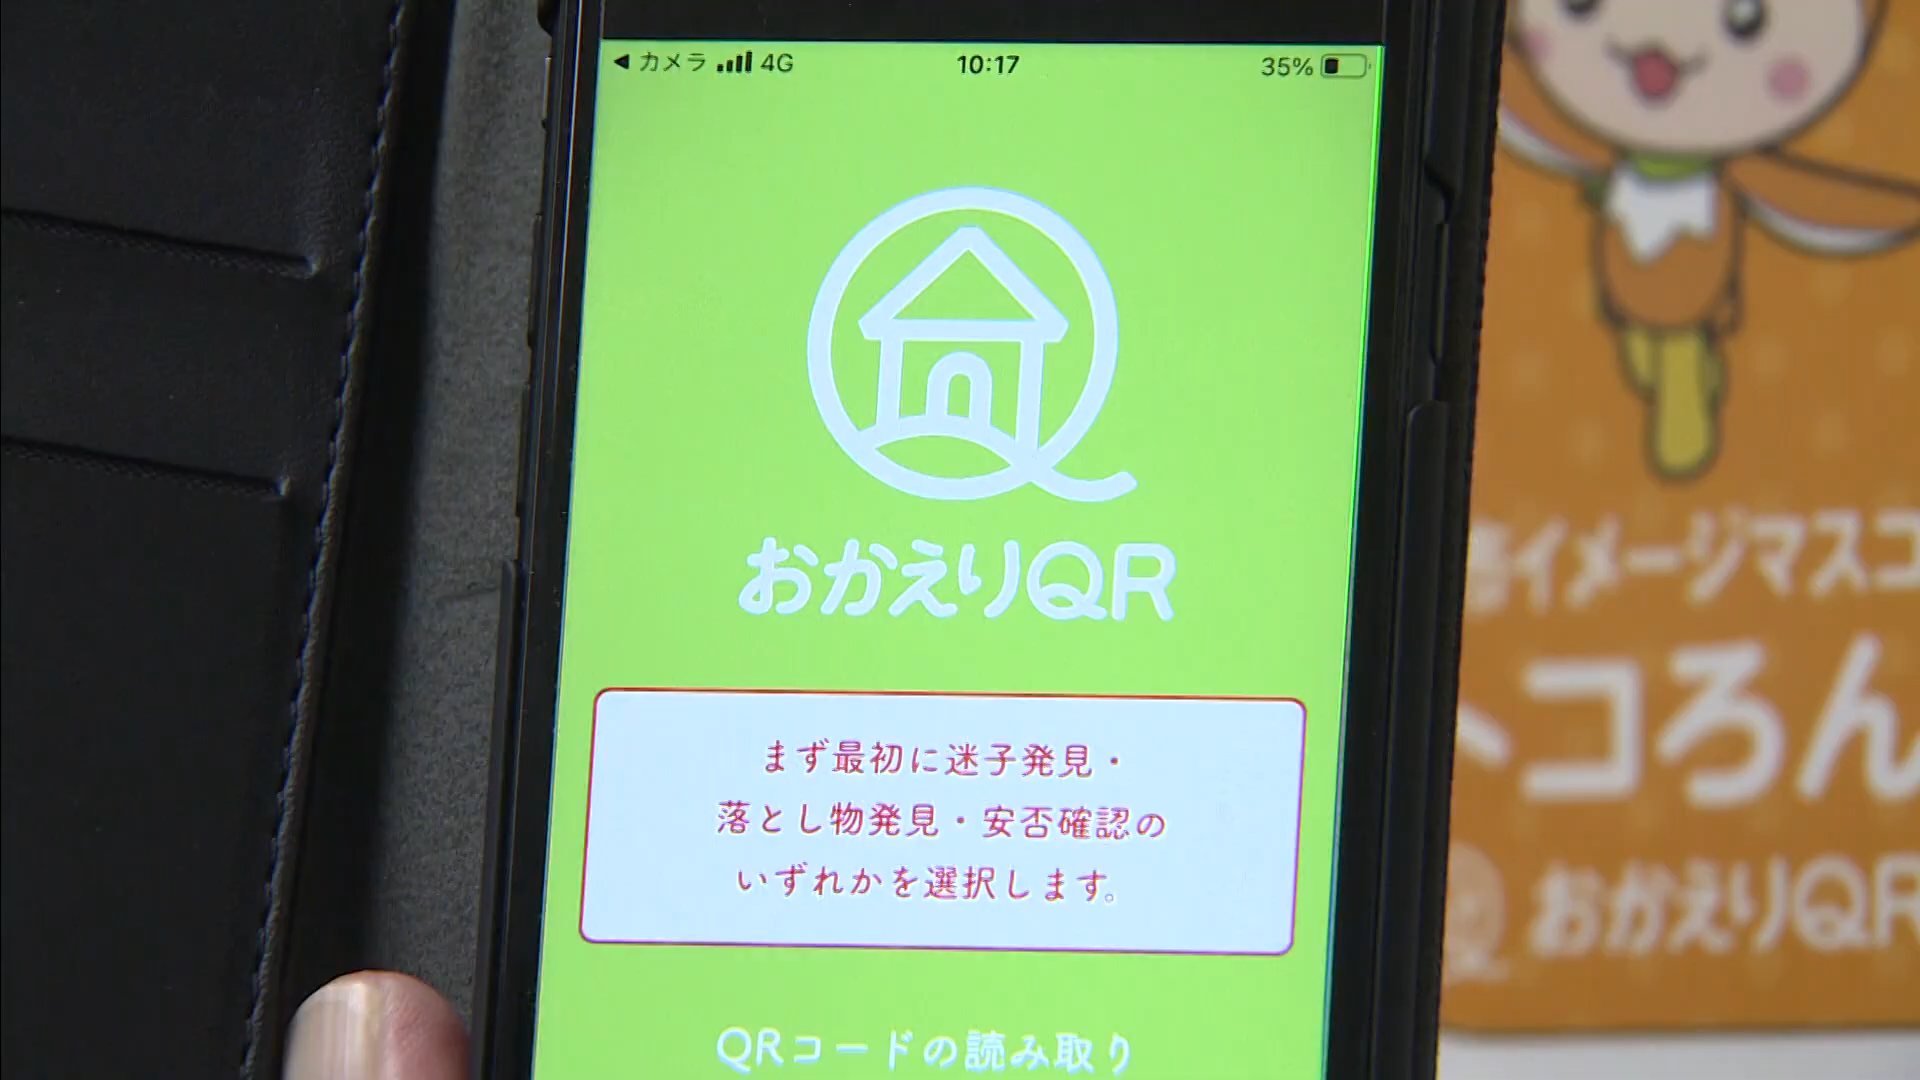 カメラ 4G 10:17 35%
おかえりQR
まず最初に迷子発見・
落とし物発見・安否確認の
いずれかを選択します。
QRコードの読み取り
イメージマスコ
トコろん
おかえりQR